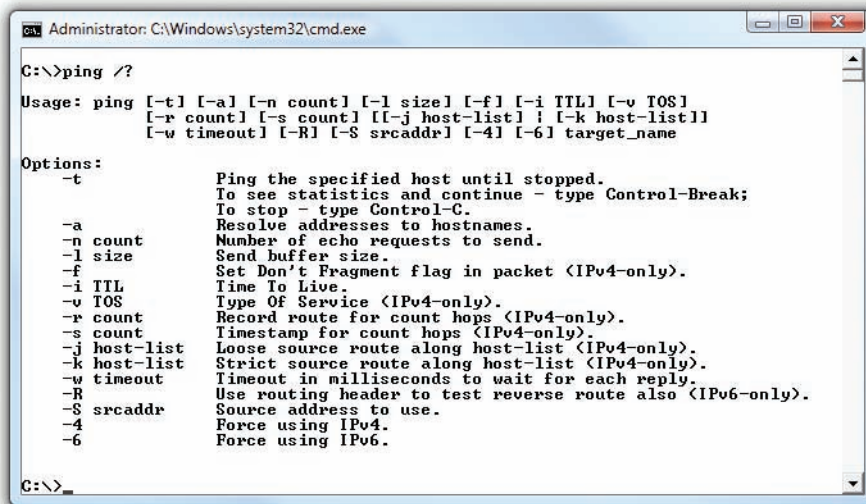 Administrator: C:\Windows\system32\cmd.exe
C:\>ping /?
Usage: ping [-t] [-a] [-n count] [-l size] [-f] [-i TTL] [-v TOS]
[-r count] [-s count] [[-j host-list] ¦ [-k host-list]]
[-w timeout] [-R] [-S srcaddr] [-4] [-6] target_name
Options:
-t Ping the specified host until stopped.
To see statistics and continue - type Control-Break;
To stop - type Control-C.
-a Resolve addresses to hostnames.
-n count Number of echo requests to send.
-l size Send buffer size.
-f Set Don't Fragment flag in packet (IPv4-only).
-i TTL Time To Live.
-v TOS Type Of Service (IPv4-only).
-r count Record route for count hops (IPv4-only).
-s count Timestamp for count hops (IPv4-only).
-j host-list Loose source route along host-list (IPv4-only).
-k host-list Strict source route along host-list (IPv4-only).
-w timeout Timeout in milliseconds to wait for each reply.
-R Use routing header to test reverse route also (IPv6-only).
-S srcaddr Source address to use.
-4 Force using IPv4.
-6 Force using IPv6.
C:\>_